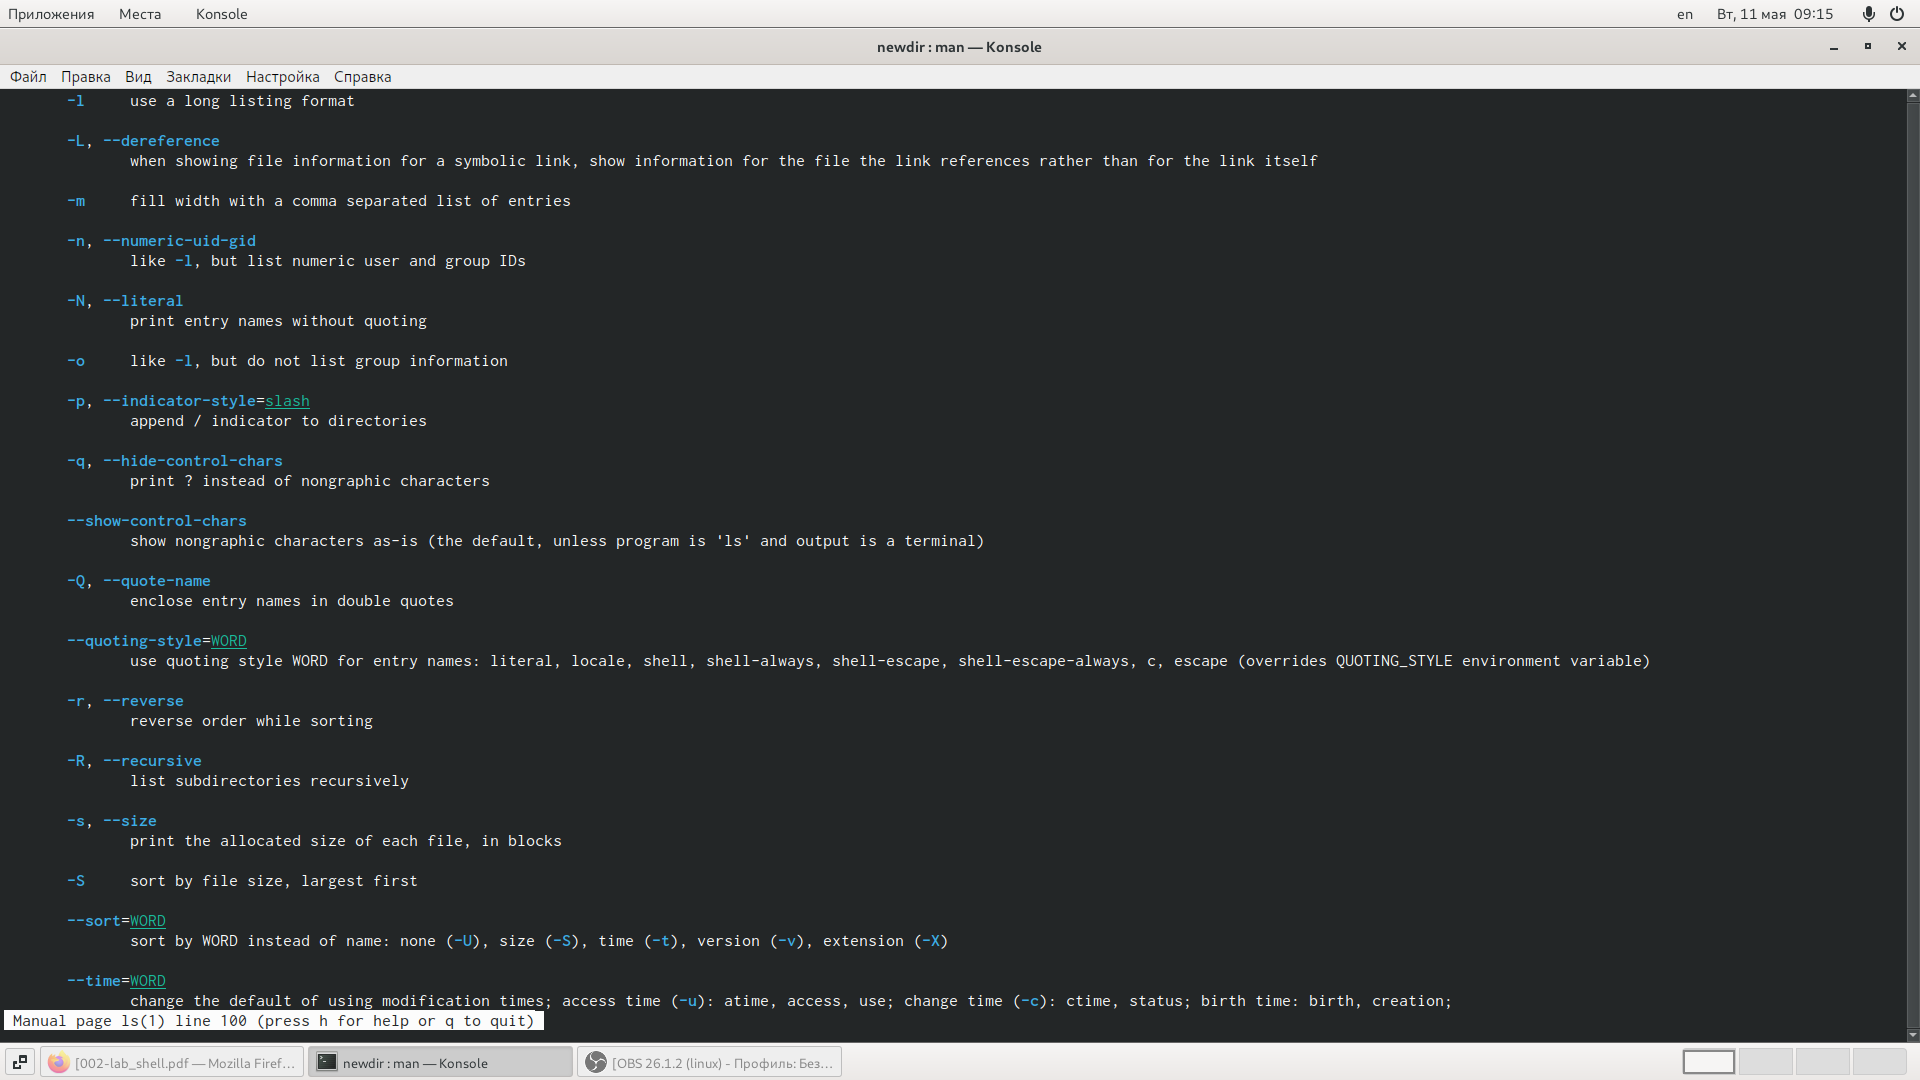 Приложения Места Konsole en Вт, 11 мая 09:15
newdir : man — Konsole
Файл Правка Вид Закладки Настройка Справка
-l use a long listing format
-L, --dereference
when showing file information for a symbolic link, show information for the file the link references rather than for the link itself
-m fill width with a comma separated list of entries
-n, --numeric-uid-gid
like -l, but list numeric user and group IDs
-N, --literal
print entry names without quoting
-o like -l, but do not list group information
-p, --indicator-style=slash
append / indicator to directories
-q, --hide-control-chars
print ? instead of nongraphic characters
--show-control-chars
show nongraphic characters as-is (the default, unless program is 'ls' and output is a terminal)
-Q, --quote-name
enclose entry names in double quotes
--quoting-style=WORD
use quoting style WORD for entry names: literal, locale, shell, shell-always, shell-escape, shell-escape-always, c, escape (overrides QUOTING_STYLE environment variable)
-r, --reverse
reverse order while sorting
-R, --recursive
list subdirectories recursively
-s, --size
print the allocated size of each file, in blocks
-S sort by file size, largest first
--sort=WORD
sort by WORD instead of name: none (-U), size (-S), time (-t), version (-v), extension (-X)
--time=WORD
change the default of using modification times; access time (-u): atime, access, use; change time (-c): ctime, status; birth time: birth, creation;
Manual page ls(1) line 100 (press h for help or q to quit)
[002-lab_shell.pdf — Mozilla Firef... newdir : man — Konsole [OBS 26.1.2 (linux) - Профиль: Без...